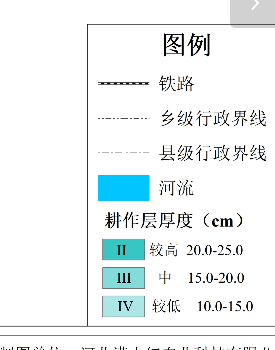 图例
铁路
乡级行政界线
县级行政界线
河流
耕作层厚度（cm）
II 较高 20.0-25.0
III 中 15.0-20.0
IV 较低 10.0-15.0